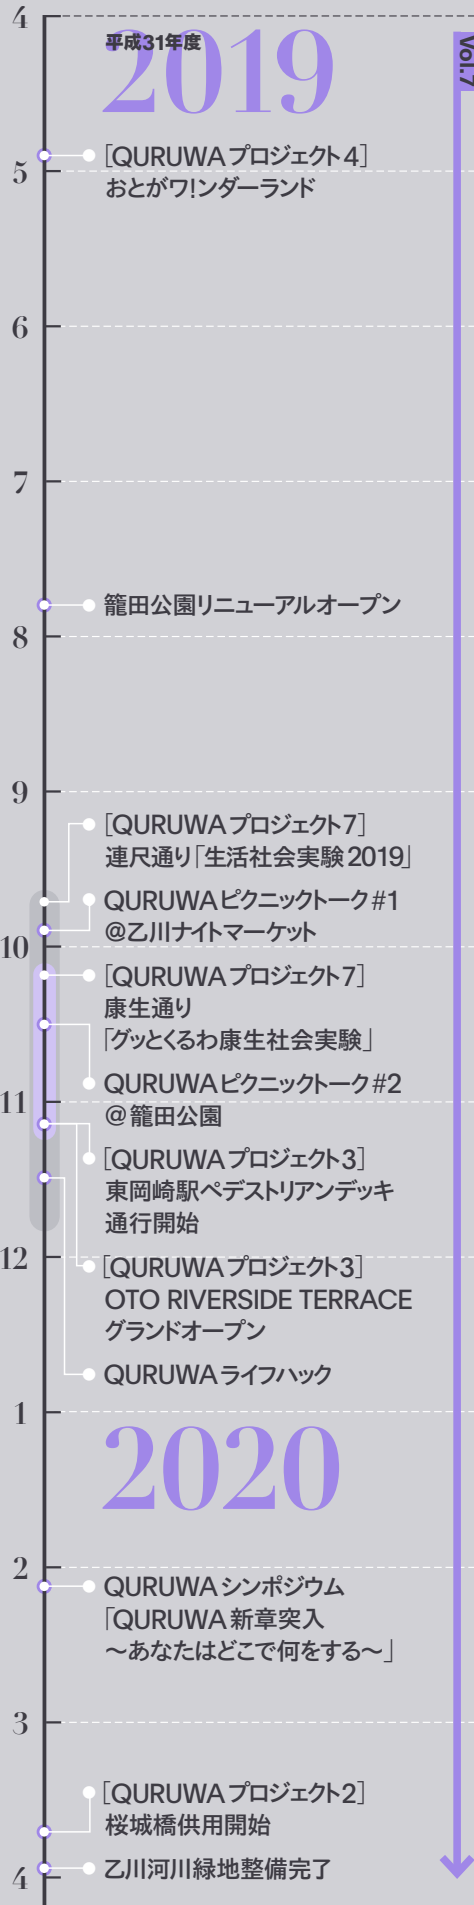 4
平成31年度
2019
Vol.7
［QURUWAプロジェクト4］
おとがワ!ンダーランド
5
6
7
籠田公園リニューアルオープン
8
9
［QURUWAプロジェクト7］
連尺通り「生活社会実験2019」
QURUWAピクニックトーク#1
@乙川ナイトマーケット
10
［QURUWAプロジェクト7］
康生通り
「グッとくるわ康生社会実験」
QURUWAピクニックトーク#2
@籠田公園
11
［QURUWAプロジェクト3］
東岡崎駅ペデストリアンデッキ
通行開始
12
［QURUWAプロジェクト3］
OTO RIVERSIDE TERRACE
グランドオープン
QURUWAライフハック
1
2020
2
QURUWAシンポジウム
「QURUWA新章突入
〜あなたはどこで何をする〜」
3
［QURUWAプロジェクト2］
桜城橋供用開始
乙川河川緑地整備完了
4